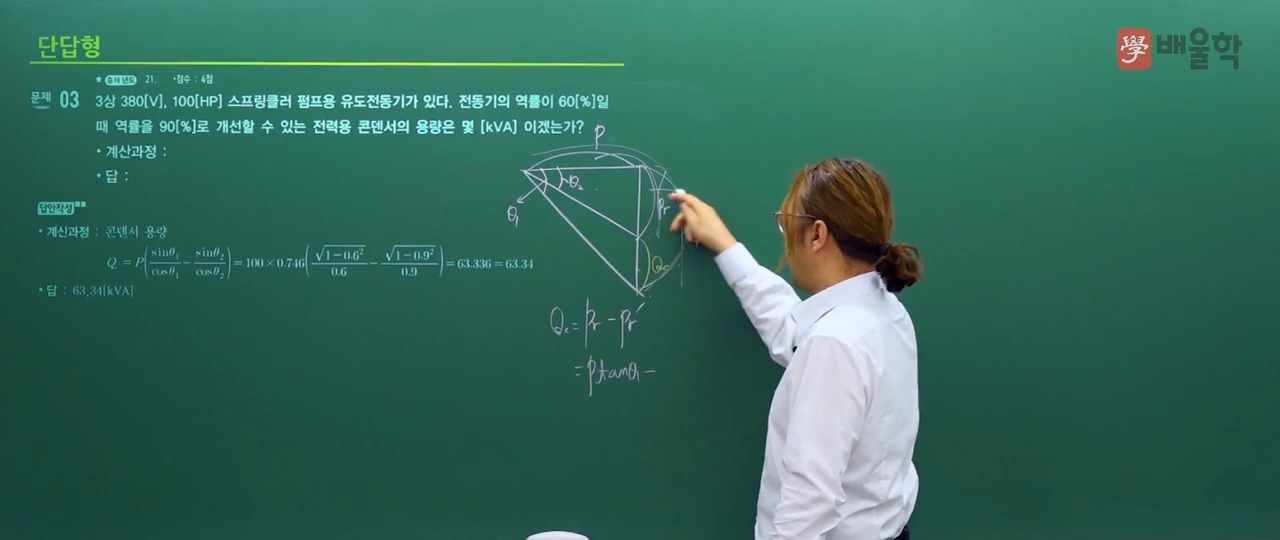 단답형
學 배울학
★ 출제년도 21. •점수 : 4점
문제 03 3상 380[V], 100[HP] 스프링클러 펌프용 유도전동기가 있다. 전동기의 역률이 60[%]일
때 역률을 90[%]로 개선할 수 있는 전력용 콘덴서의 용량은 몇 [kVA] 이겠는가?
• 계산과정 :
• 답 :
답안작성
• 계산과정 : 콘덴서 용량
Q = P(sinθ₁/cosθ₁ − sinθ₂/cosθ₂) = 100×0.746(√(1−0.6²)/0.6 − √(1−0.9²)/0.9) = 63.336 = 63.34
• 답 : 63.34[kVA]
P
θ₂
θ₁
Pr
Qc
Qc = Pr − Pr′
= P tanθ₁ −